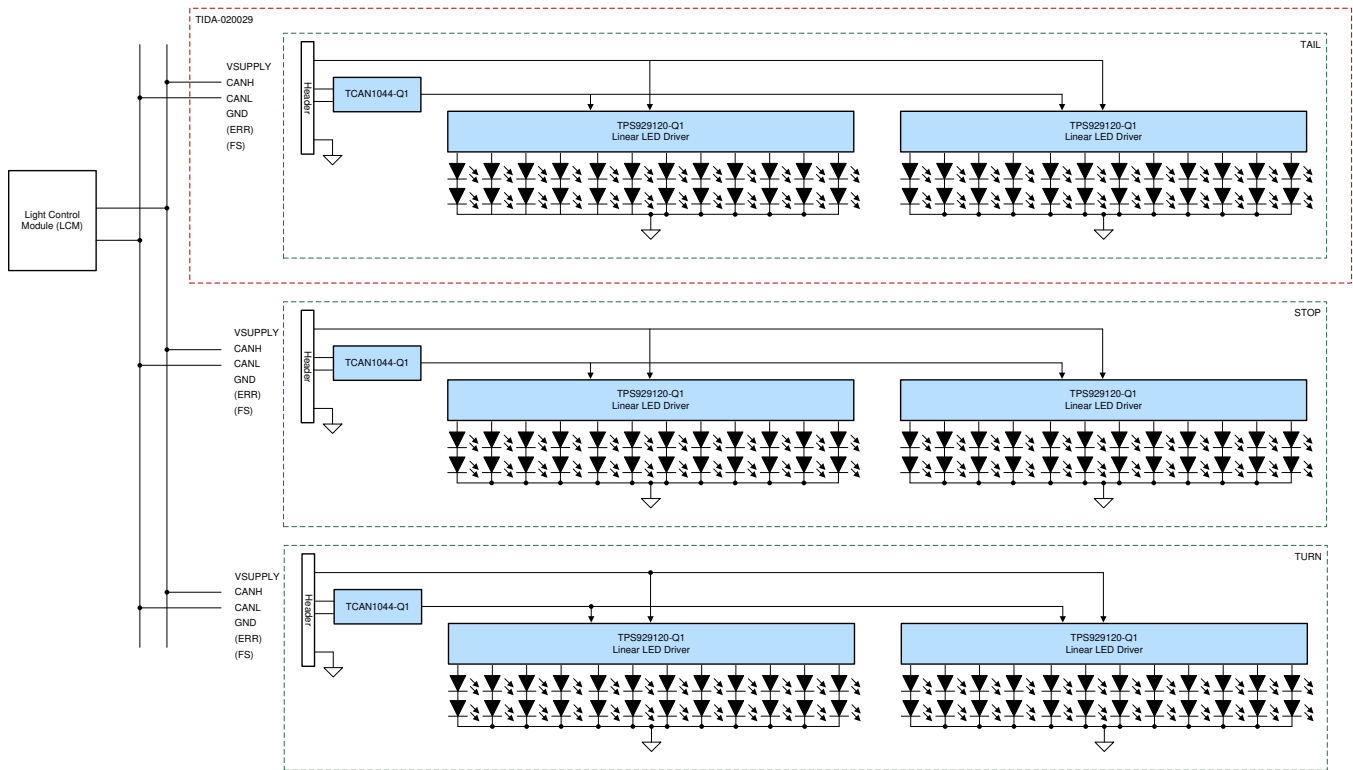 TIDA-020029
TAIL
VSUPPLY
CANH
CANL
GND
(ERR)
(FS)
Header
TCAN1044-Q1
TPS929120-Q1
Linear LED Driver
TPS929120-Q1
Linear LED Driver
Light Control
Module (LCM)
STOP
VSUPPLY
CANH
CANL
GND
(ERR)
(FS)
Header
TCAN1044-Q1
TPS929120-Q1
Linear LED Driver
TPS929120-Q1
Linear LED Driver
TURN
VSUPPLY
CANH
CANL
GND
(ERR)
(FS)
Header
TCAN1044-Q1
TPS929120-Q1
Linear LED Driver
TPS929120-Q1
Linear LED Driver